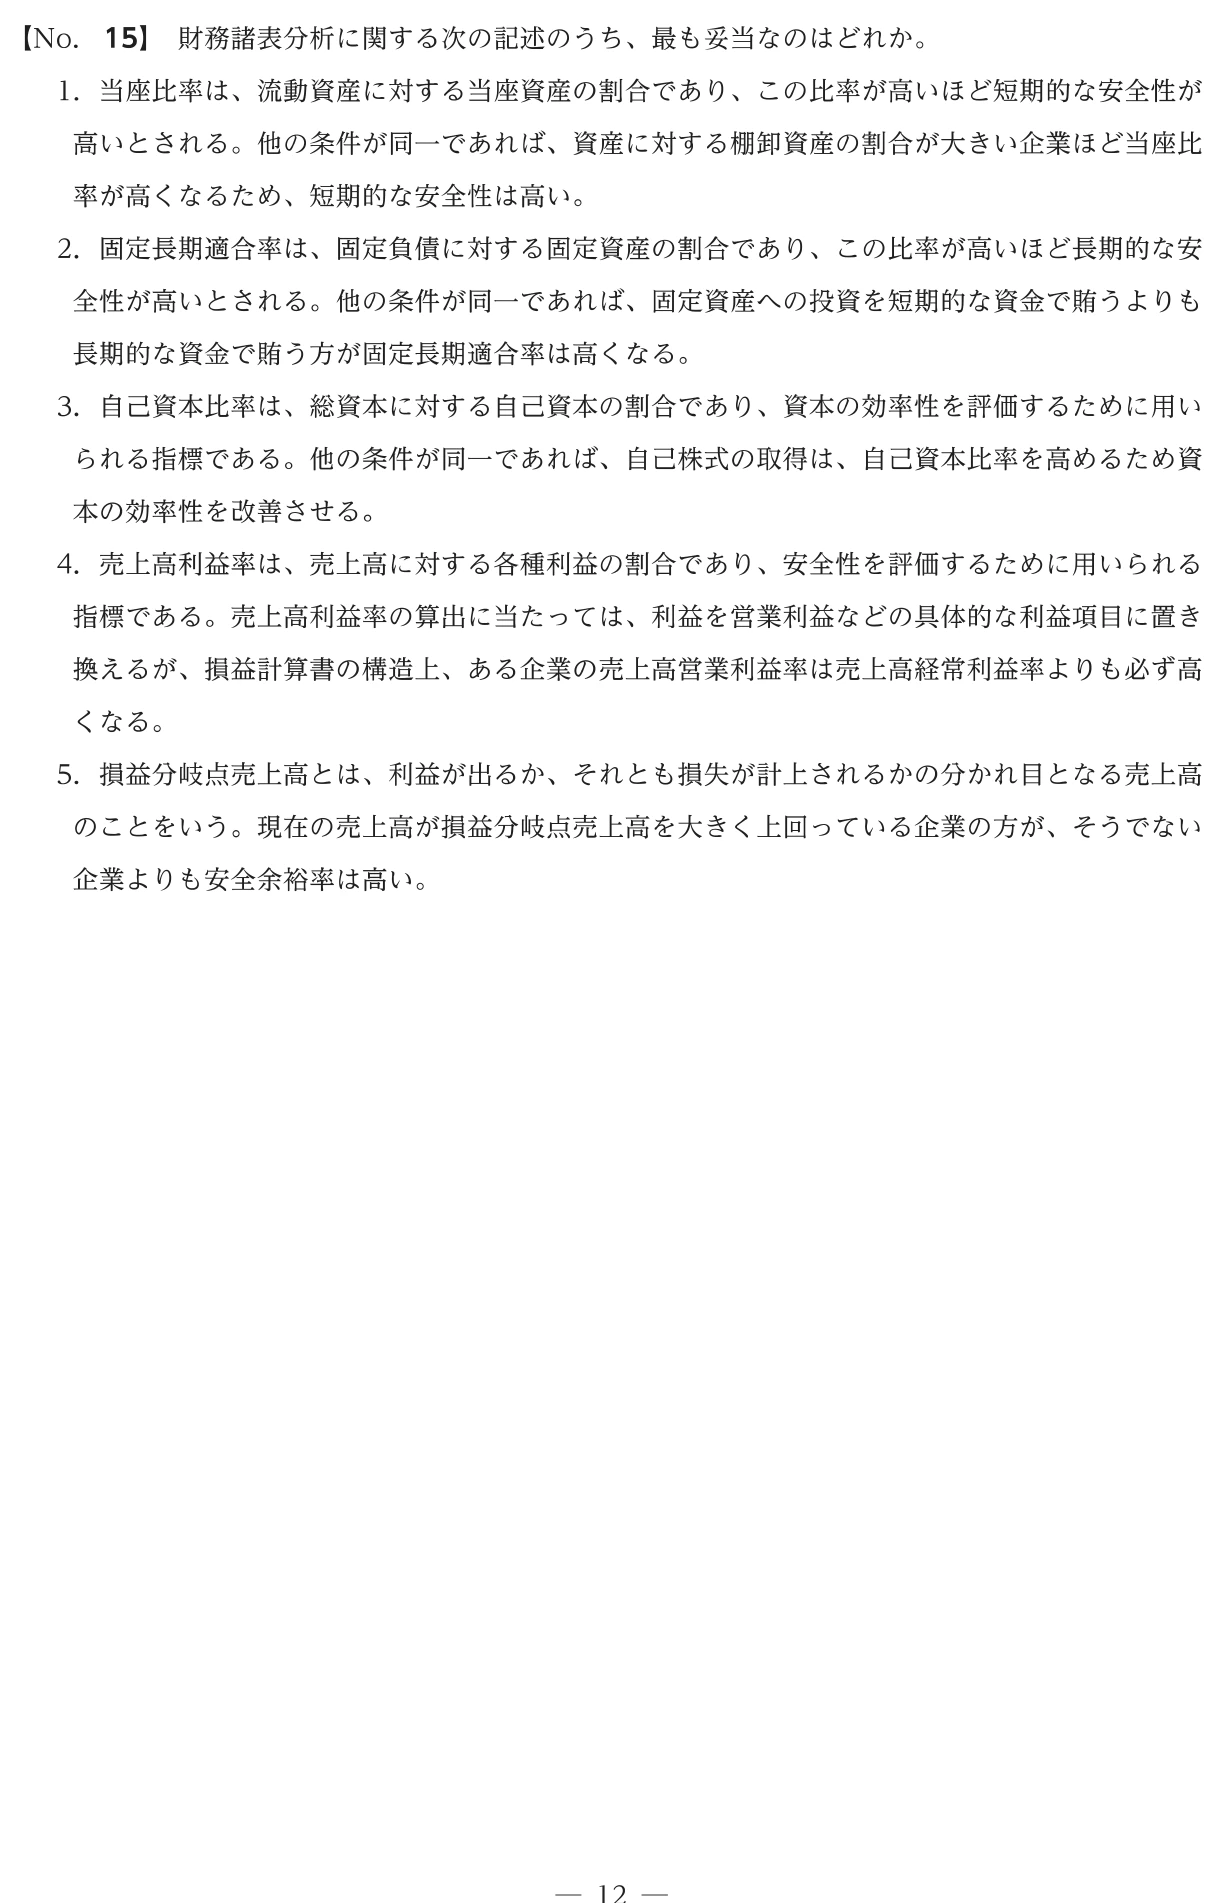 【No. 15】 財務諸表分析に関する次の記述のうち、最も妥当なのはどれか。
1. 当座比率は、流動資産に対する当座資産の割合であり、この比率が高いほど短期的な安全性が
高いとされる。他の条件が同一であれば、資産に対する棚卸資産の割合が大きい企業ほど当座比
率が高くなるため、短期的な安全性は高い。
2. 固定長期適合率は、固定負債に対する固定資産の割合であり、この比率が高いほど長期的な安
全性が高いとされる。他の条件が同一であれば、固定資産への投資を短期的な資金で賄うよりも
長期的な資金で賄う方が固定長期適合率は高くなる。
3. 自己資本比率は、総資本に対する自己資本の割合であり、資本の効率性を評価するために用い
られる指標である。他の条件が同一であれば、自己株式の取得は、自己資本比率を高めるため資
本の効率性を改善させる。
4. 売上高利益率は、売上高に対する各種利益の割合であり、安全性を評価するために用いられる
指標である。売上高利益率の算出に当たっては、利益を営業利益などの具体的な利益項目に置き
換えるが、損益計算書の構造上、ある企業の売上高営業利益率は売上高経常利益率よりも必ず高
くなる。
5. 損益分岐点売上高とは、利益が出るか、それとも損失が計上されるかの分かれ目となる売上高
のことをいう。現在の売上高が損益分岐点売上高を大きく上回っている企業の方が、そうでない
企業よりも安全余裕率は高い。
— 12 —